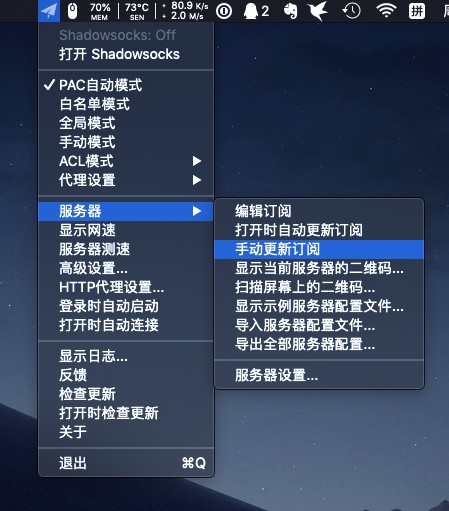 70% MEM
73°C SEN
80.9 K/s
2.0 M/s
2
拼
Shadowsocks: Off
打开 Shadowsocks
PAC自动模式
白名单模式
全局模式
手动模式
ACL模式
代理设置
服务器
显示网速
服务器测速
高级设置...
HTTP代理设置...
登录时自动启动
打开时自动连接
显示日志...
反馈
检查更新
打开时检查更新
关于
退出 ⌘Q
编辑订阅
打开时自动更新订阅
手动更新订阅
显示当前服务器的二维码...
扫描屏幕上的二维码...
显示示例服务器配置文件...
导入服务器配置文件...
导出全部服务器配置...
服务器设置...